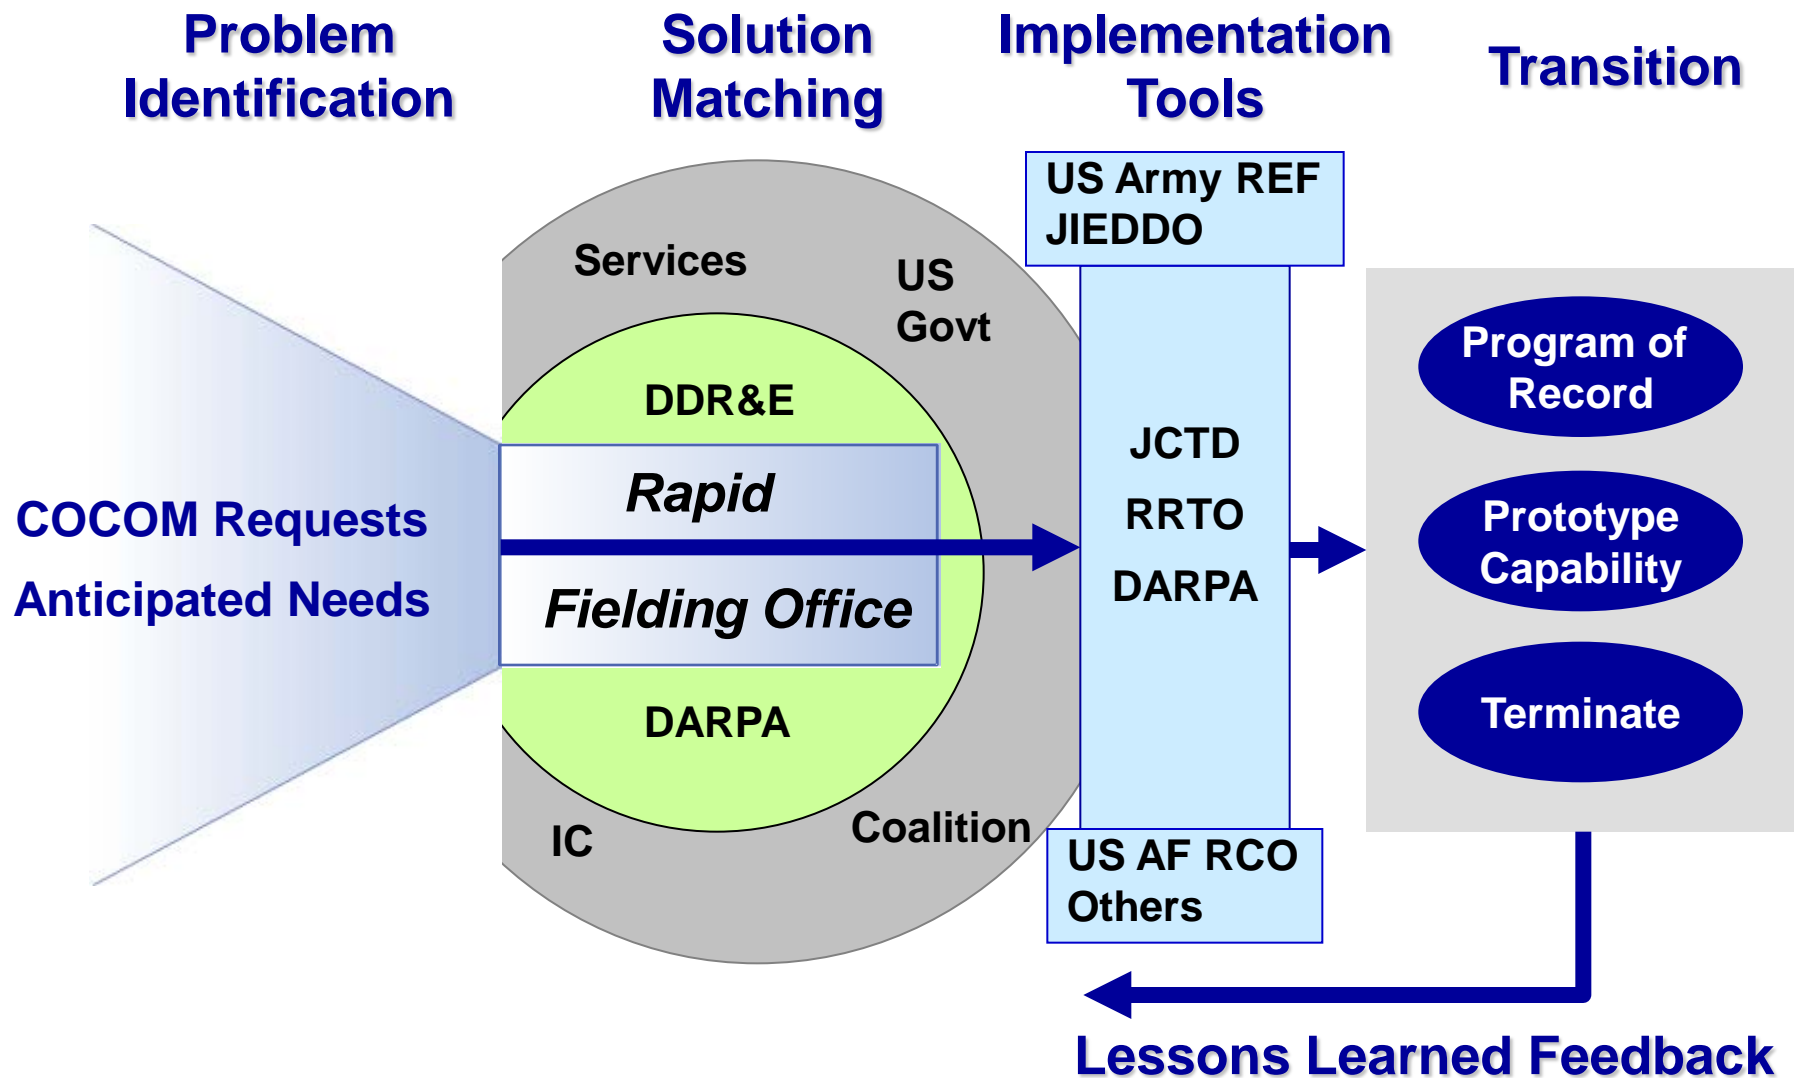 Problem
Identification
Solution
Matching
Implementation
Tools
Transition
COCOM Requests
Anticipated Needs
Services
US
Govt
DDR&E
Rapid
Fielding Office
DARPA
IC
Coalition
US Army REF
JIEDDO
JCTD
RRTO
DARPA
US AF RCO
Others
Program of
Record
Prototype
Capability
Terminate
Lessons Learned Feedback